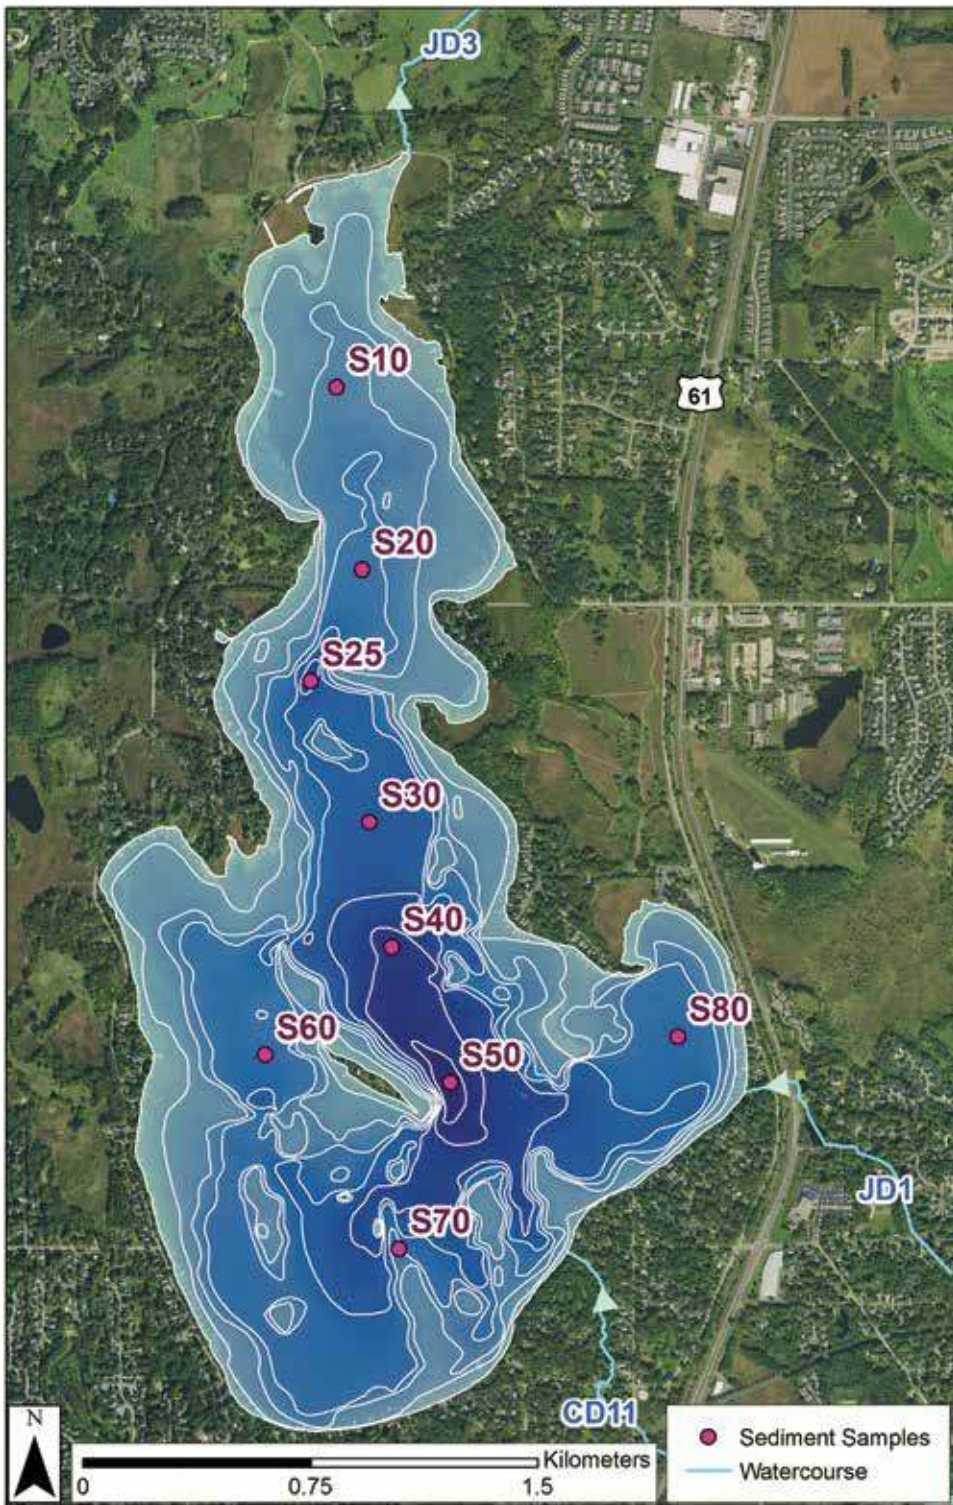 JD3
S10
61
S20
S25
S30
S40
S80
S60
S50
JD1
S70
CD11
N
Kilometers
0 0.75 1.5
Sediment Samples
Watercourse